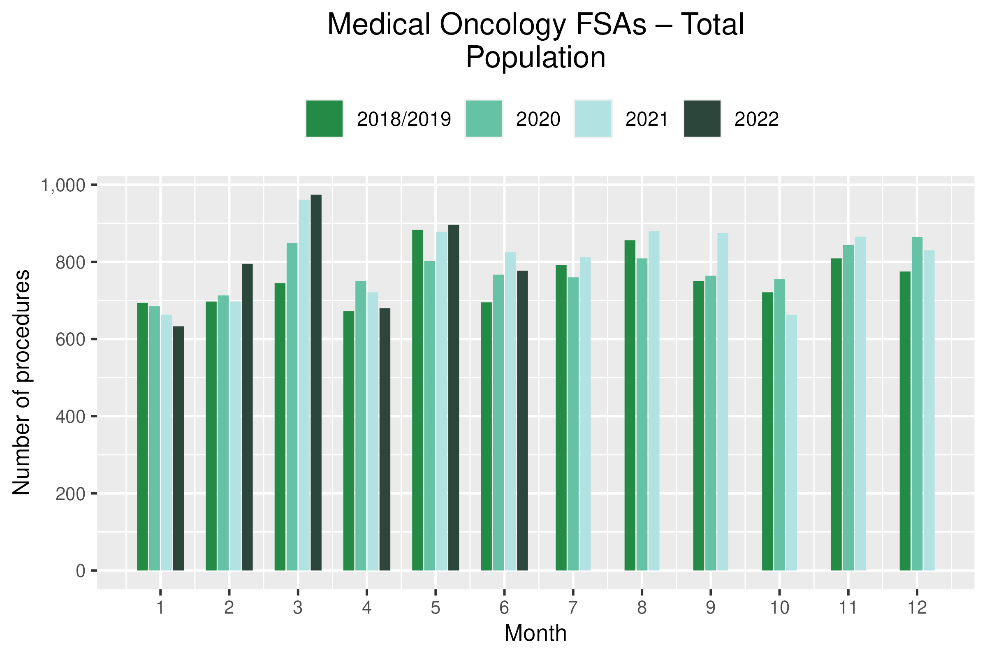 Medical Oncology FSAs – Total
Population
2018/2019 2020 2021 2022
Number of procedures
1,000
800
600
400
200
0
1 2 3 4 5 6 7 8 9 10 11 12
Month